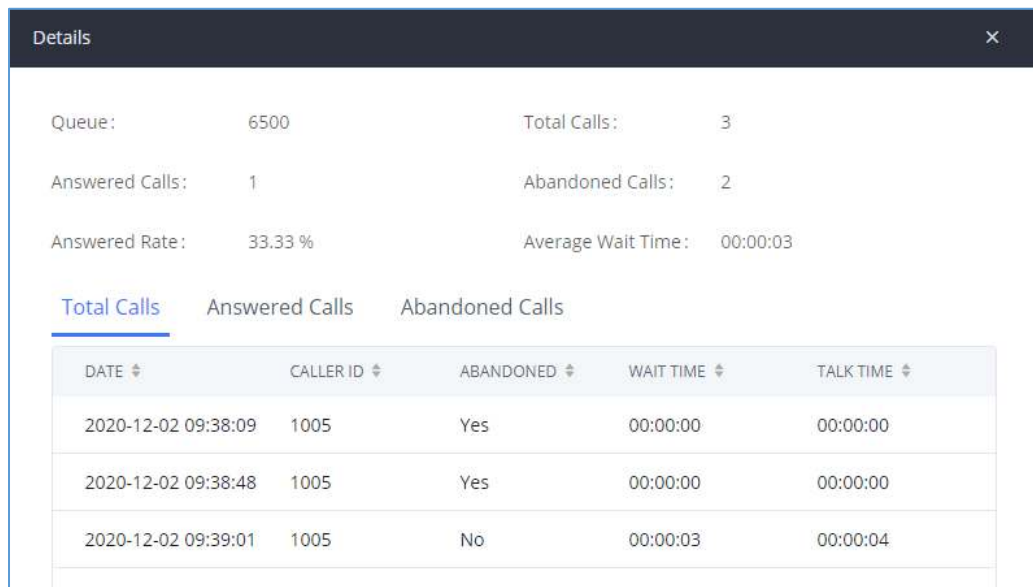 Details ×
Queue: 6500 Total Calls: 3
Answered Calls: 1 Abandoned Calls: 2
Answered Rate: 33.33 % Average Wait Time: 00:00:03
Total Calls Answered Calls Abandoned Calls
DATE CALLER ID ABANDONED WAIT TIME TALK TIME
2020-12-02 09:38:09 1005 Yes 00:00:00 00:00:00
2020-12-02 09:38:48 1005 Yes 00:00:00 00:00:00
2020-12-02 09:39:01 1005 No 00:00:03 00:00:04